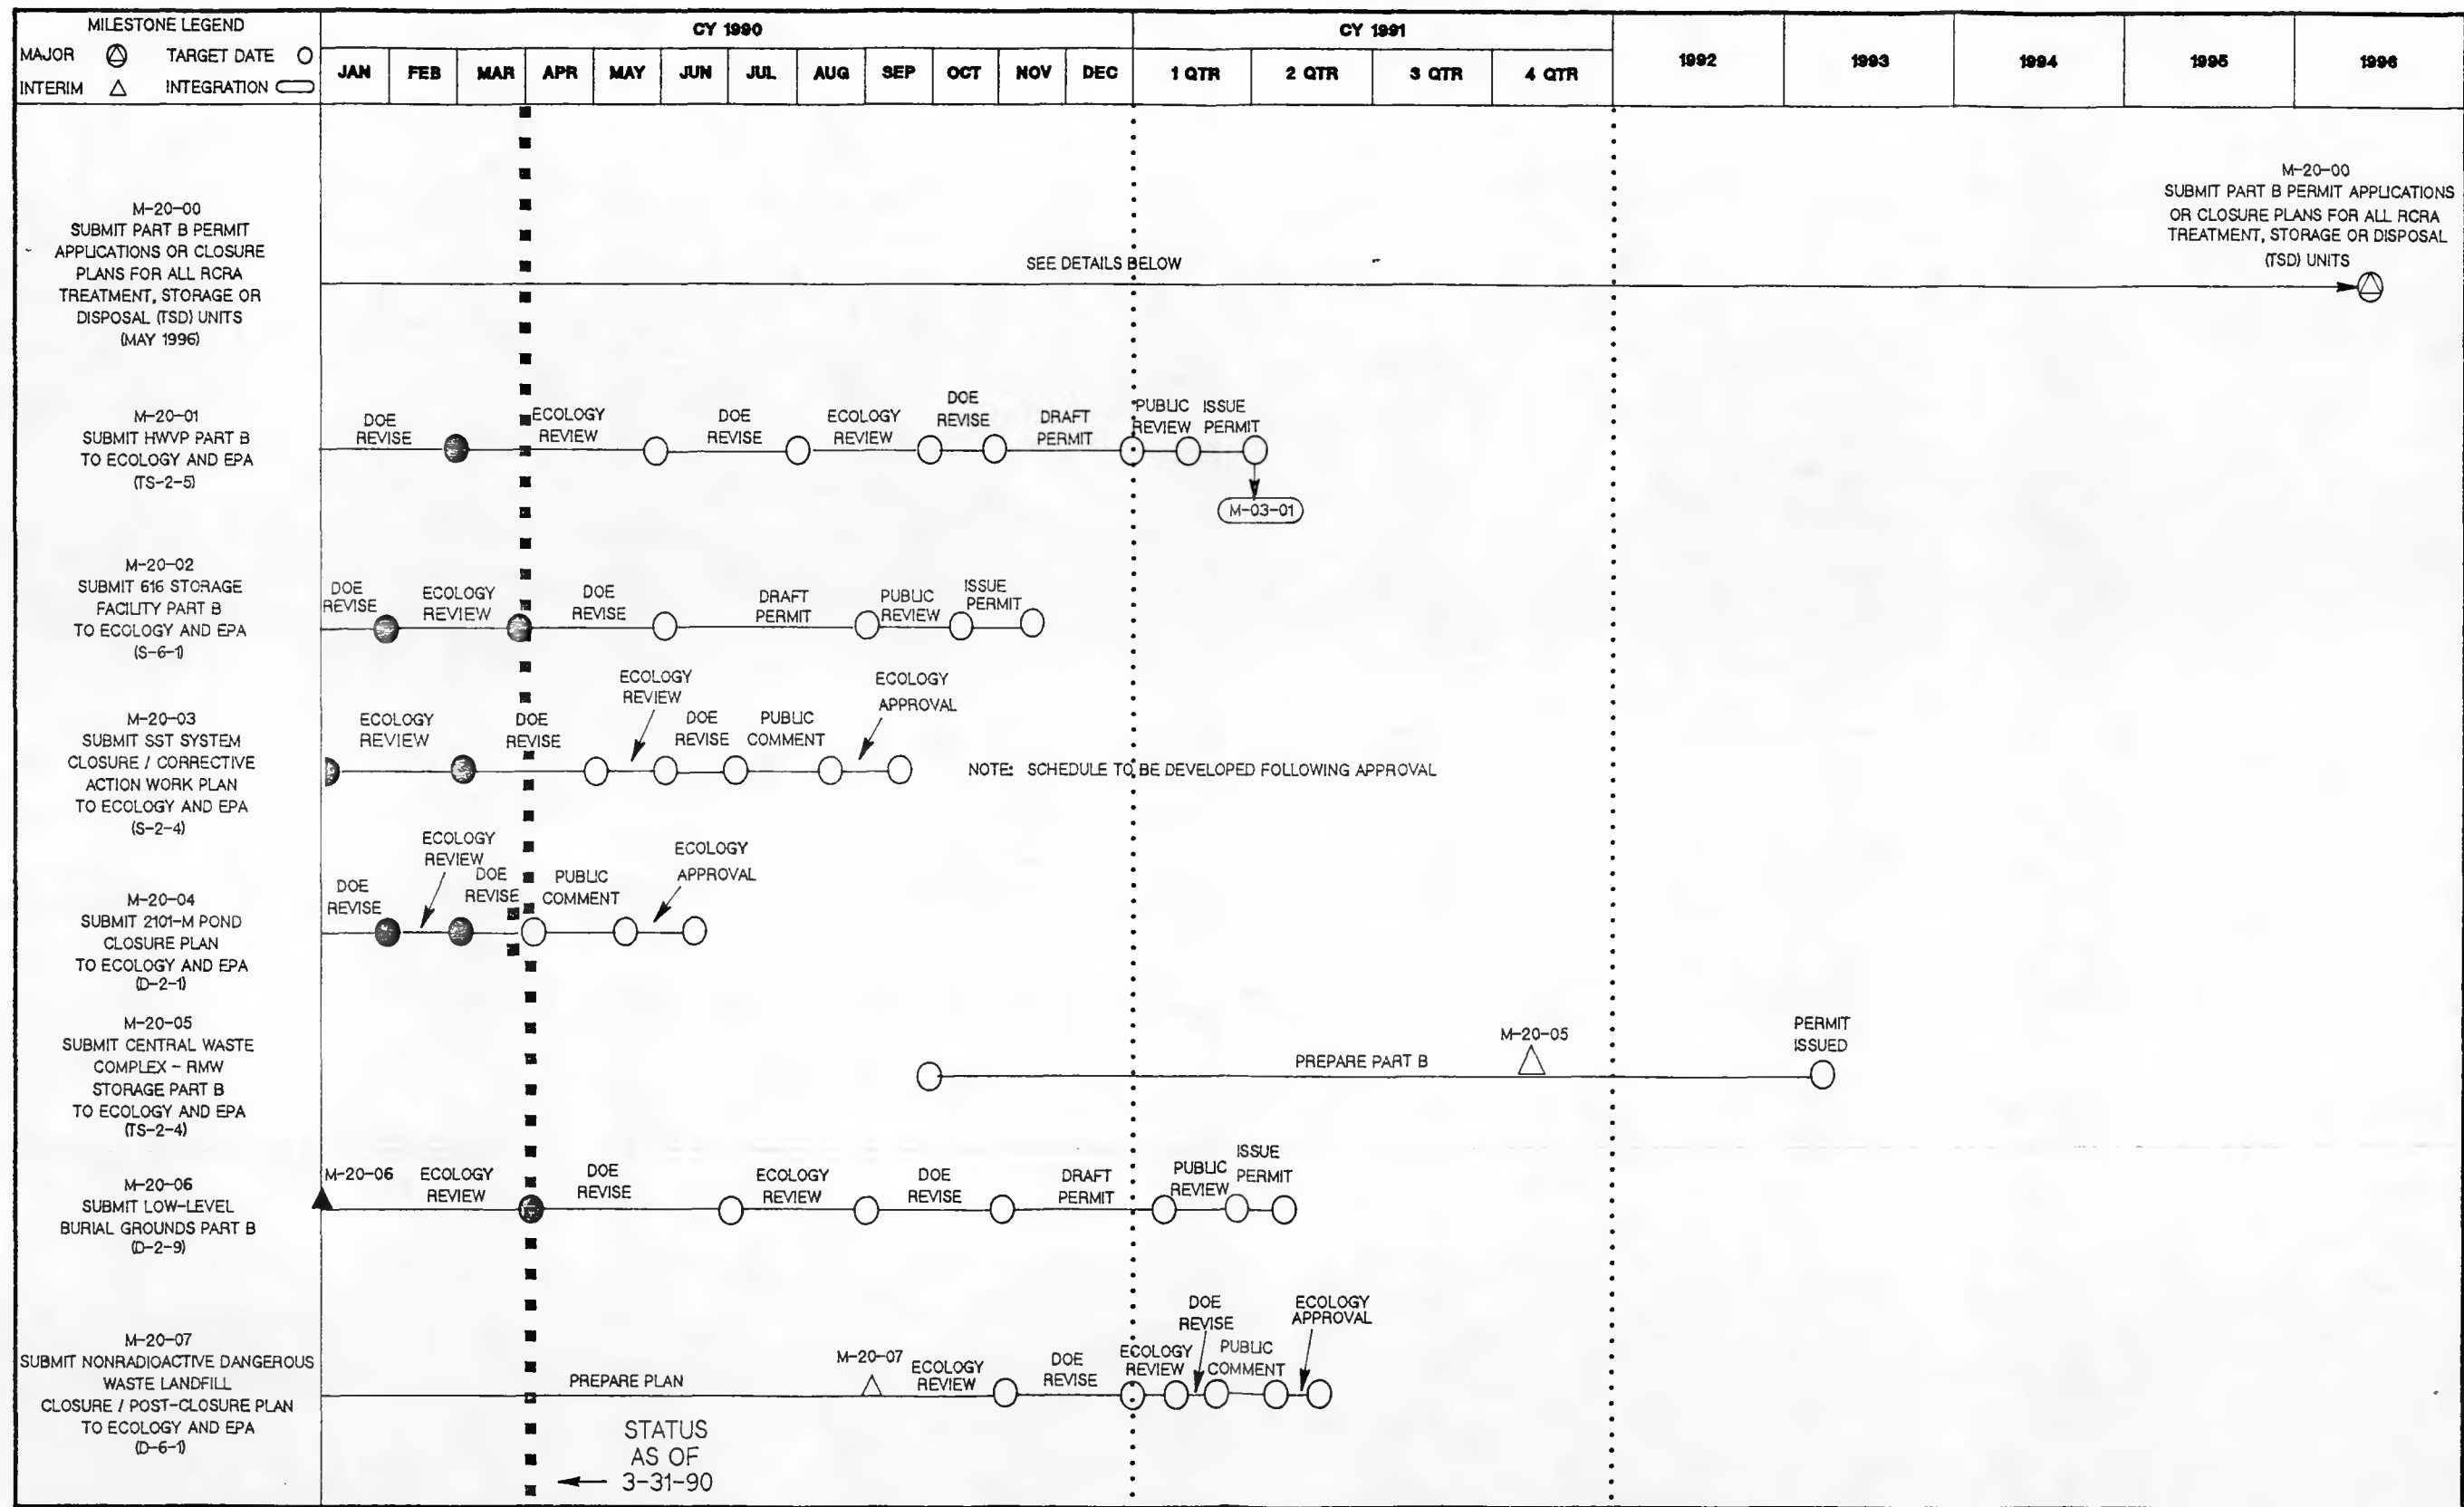 MILESTONE LEGEND
MAJOR TARGET DATE
INTERIM INTEGRATION
CY 1990
CY 1991
JAN FEB MAR APR MAY JUN JUL AUG SEP OCT NOV DEC
1 QTR 2 QTR 3 QTR 4 QTR
1992 1993 1994 1995 1996
M-20-00
SUBMIT PART B PERMIT
APPLICATIONS OR CLOSURE
PLANS FOR ALL RCRA
TREATMENT, STORAGE OR
DISPOSAL (TSD) UNITS
(MAY 1996)
SEE DETAILS BELOW
M-20-00
SUBMIT PART B PERMIT APPLICATIONS
OR CLOSURE PLANS FOR ALL RCRA
TREATMENT, STORAGE OR DISPOSAL
(TSD) UNITS
M-20-01
SUBMIT HWVP PART B
TO ECOLOGY AND EPA
(TS-2-5)
DOE
REVISE
ECOLOGY
REVIEW
DOE
REVISE
ECOLOGY
REVIEW
DOE
REVISE
DRAFT
PERMIT
PUBLIC
REVIEW
ISSUE
PERMIT
M-03-01
M-20-02
SUBMIT 616 STORAGE
FACILITY PART B
TO ECOLOGY AND EPA
(S-6-1)
DOE
REVISE
ECOLOGY
REVIEW
DOE
REVISE
DRAFT
PERMIT
PUBLIC
REVIEW
ISSUE
PERMIT
M-20-03
SUBMIT SST SYSTEM
CLOSURE / CORRECTIVE
ACTION WORK PLAN
TO ECOLOGY AND EPA
(S-2-4)
ECOLOGY
REVIEW
DOE
REVISE
ECOLOGY
REVIEW
DOE
REVISE
PUBLIC
COMMENT
ECOLOGY
APPROVAL
NOTE: SCHEDULE TO BE DEVELOPED FOLLOWING APPROVAL
M-20-04
SUBMIT 2101-M POND
CLOSURE PLAN
TO ECOLOGY AND EPA
(D-2-1)
DOE
REVISE
ECOLOGY
REVIEW
DOE
REVISE
PUBLIC
COMMENT
ECOLOGY
APPROVAL
M-20-05
SUBMIT CENTRAL WASTE
COMPLEX - RMW
STORAGE PART B
TO ECOLOGY AND EPA
(TS-2-4)
PREPARE PART B
M-20-05
PERMIT
ISSUED
M-20-06
SUBMIT LOW-LEVEL
BURIAL GROUNDS PART B
(D-2-9)
M-20-06
ECOLOGY
REVIEW
DOE
REVISE
ECOLOGY
REVIEW
DOE
REVISE
DRAFT
PERMIT
PUBLIC
REVIEW
ISSUE
PERMIT
M-20-07
SUBMIT NONRADIOACTIVE DANGEROUS
WASTE LANDFILL
CLOSURE / POST-CLOSURE PLAN
TO ECOLOGY AND EPA
(D-6-1)
PREPARE PLAN
M-20-07
ECOLOGY
REVIEW
DOE
REVISE
ECOLOGY
REVIEW
DOE
REVISE
PUBLIC
COMMENT
ECOLOGY
APPROVAL
STATUS
AS OF
3-31-90